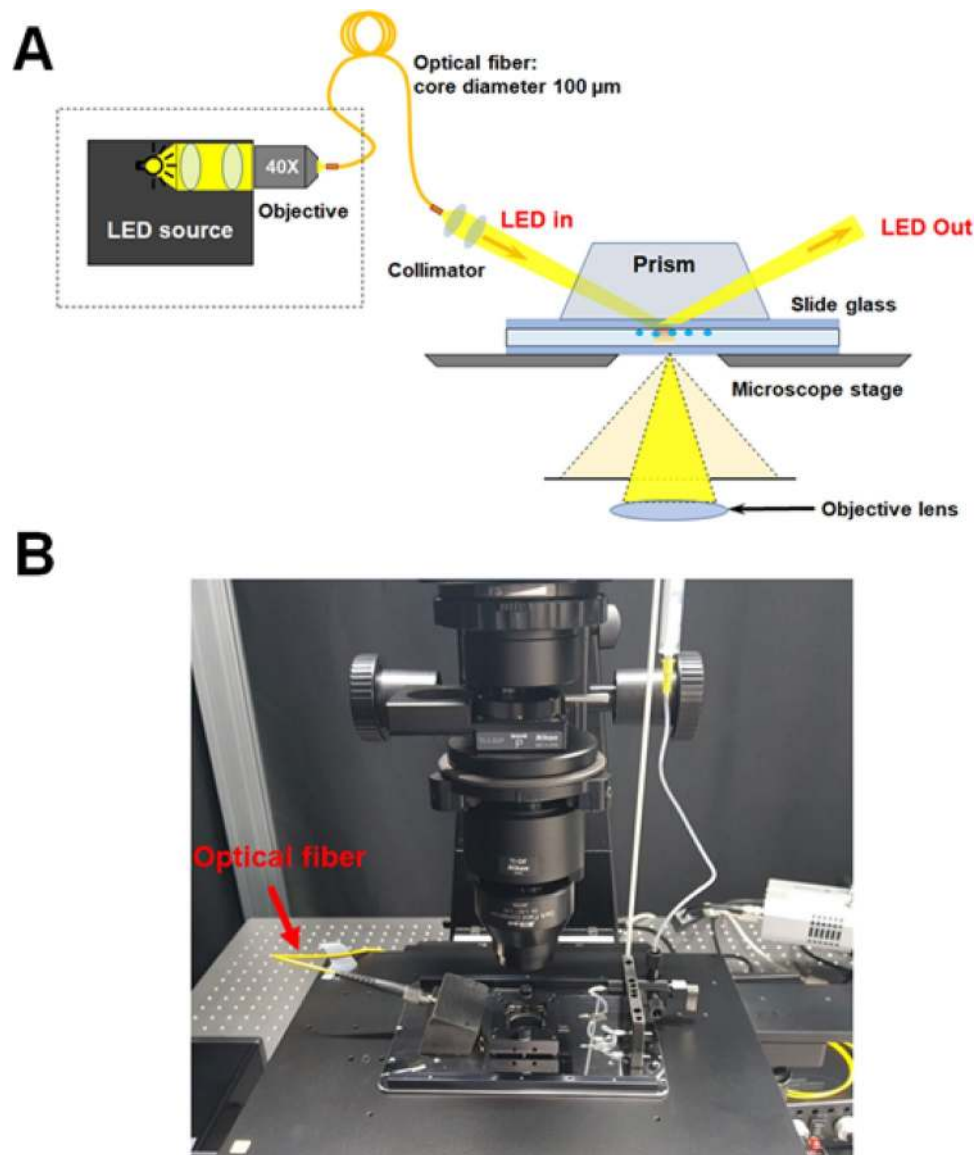 A
Optical fiber:
core diameter 100 µm
40X
LED source
Objective
LED in
Collimator
LED Out
Prism
Slide glass
Microscope stage
Objective lens
B
Nikon
P
Optical fiber
Nikon